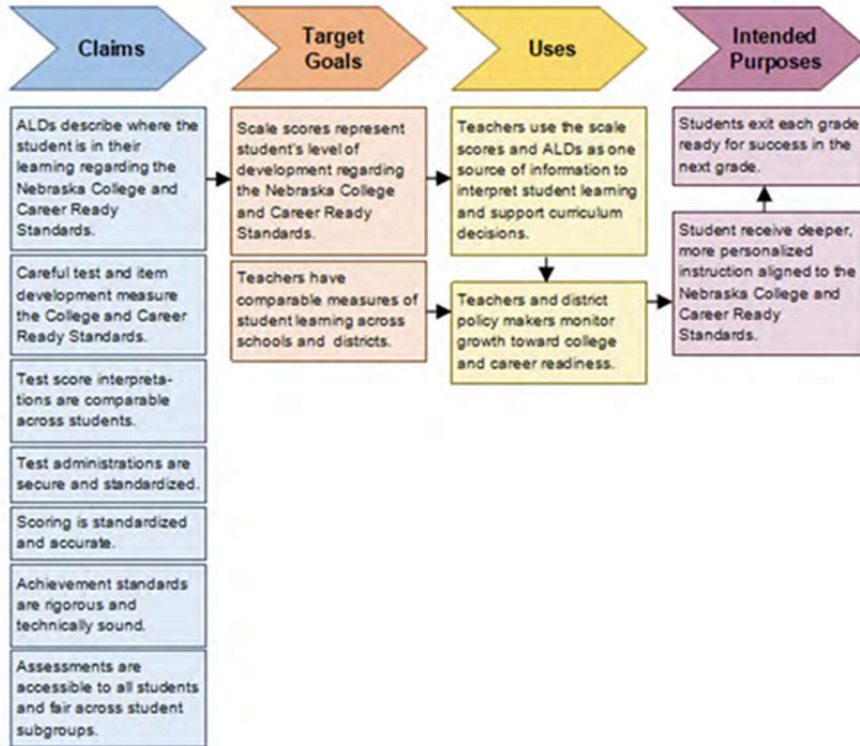 Claims
Target
Goals
Uses
Intended
Purposes
ALDs describe where the
student is in their
learning regarding the
Nebraska College and
Career Ready
Standards.
Careful test and item
development measure
the College and Career
Ready Standards.
Test score interpreta-
tions are comparable
across students.
Test administrations are
secure and standardized.
Scoring is standardized
and accurate.
Achievement standards
are rigorous and
technically sound.
Assessments are
accessible to all students
and fair across student
subgroups.
Scale scores represent
student's level of
development regarding
the Nebraska College
and Career Ready
Standards.
Teachers have
comparable measures of
student learning across
schools and districts.
Teachers use the scale
scores and ALDs as one
source of information to
interpret student learning
and support curriculum
decisions.
Teachers and district
policy makers monitor
growth toward college
and career readiness.
Students exit each grade
ready for success in the
next grade.
Student receive deeper,
more personalized
instruction aligned to the
Nebraska College and
Career Ready
Standards.